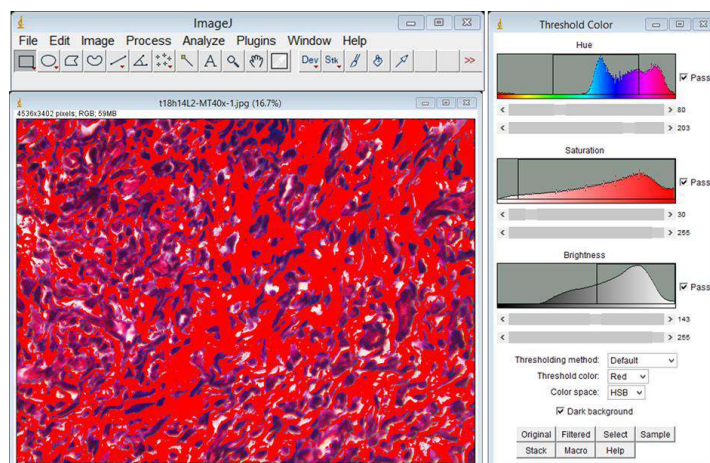 ImageJ
File Edit Image Process Analyze Plugins Window Help
A Dev Stk >>
t18h14L2-MT40x-1.jpg (16.7%)
4536x3402 pixels; RGB; 59MB
Threshold Color
Hue
Pass
< > 80
< > 203
Saturation
Pass
< > 30
< > 255
Brightness
Pass
< > 143
< > 255
Thresholding method: Default
Threshold color: Red
Color space: HSB
Dark background
Original Filtered Select Sample
Stack Macro Help